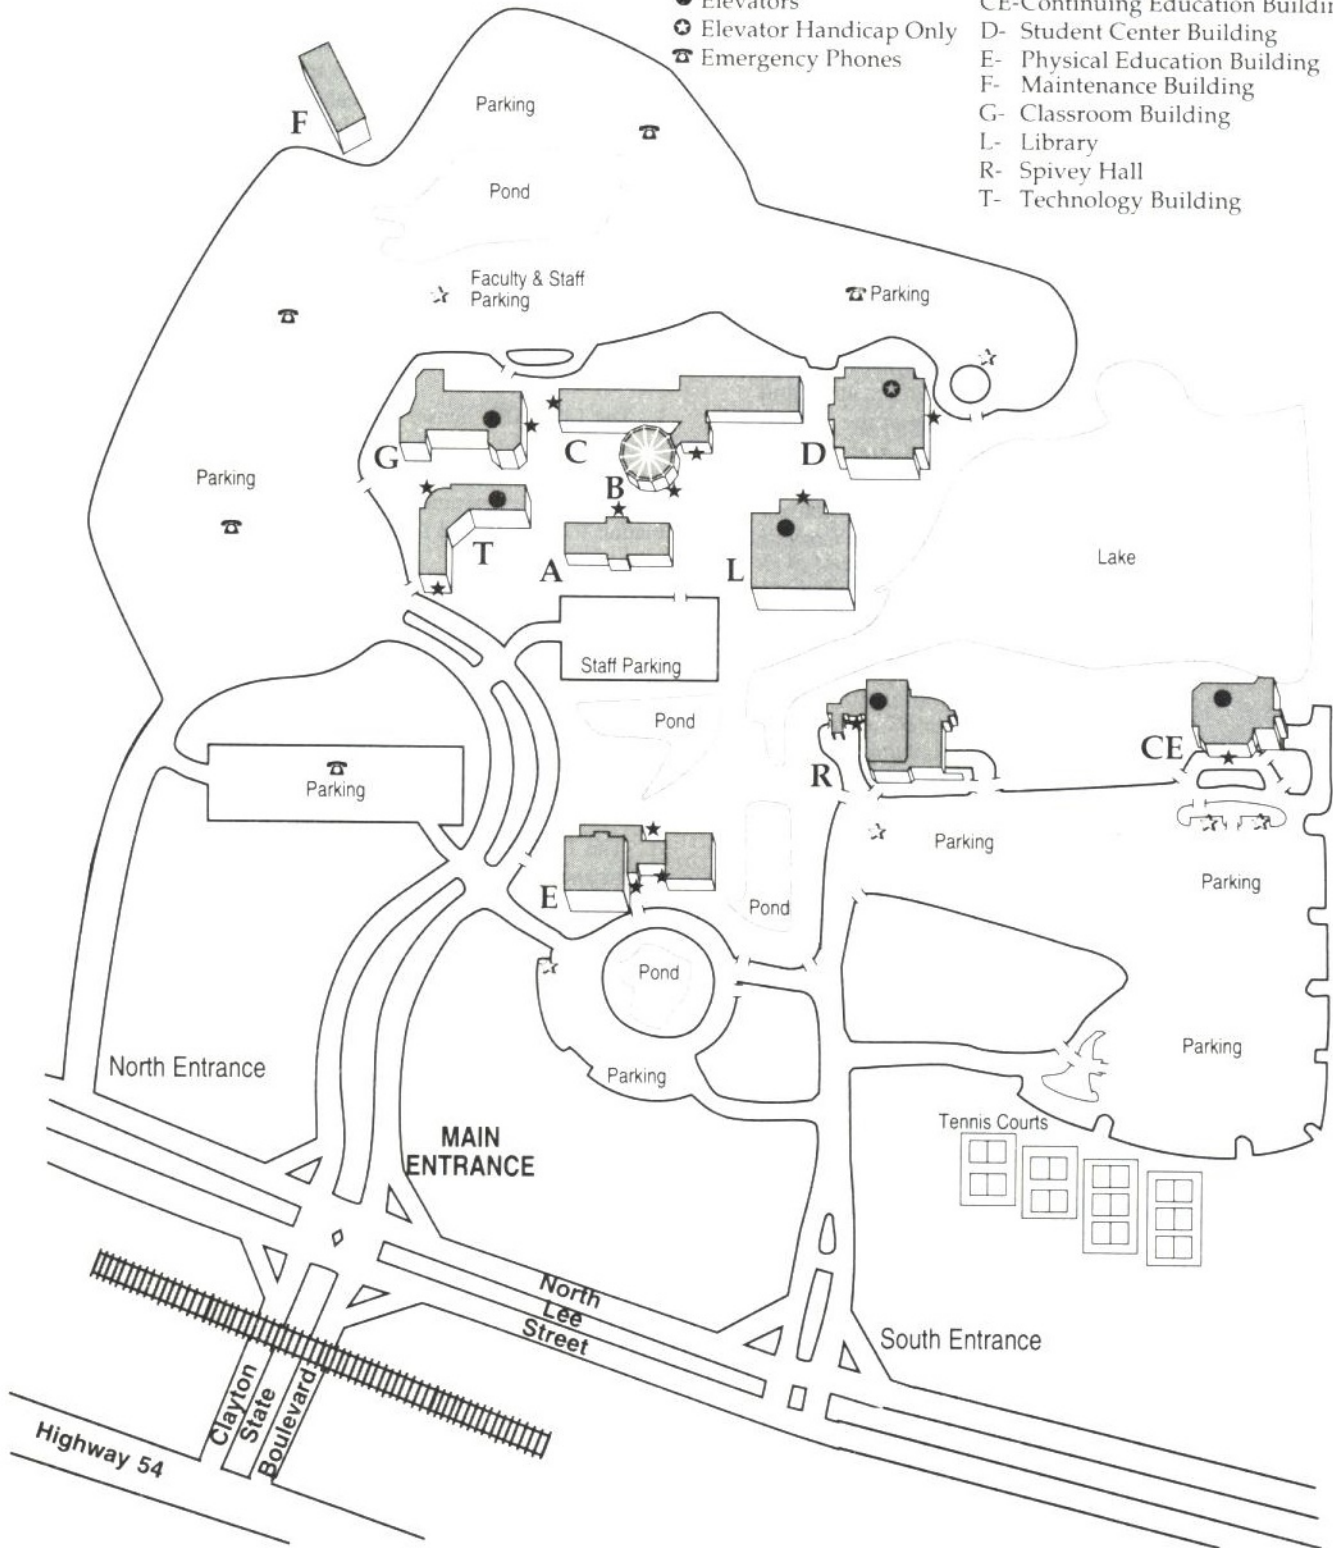 Elevators
Elevator Handicap Only
Emergency Phones
CE-Continuing Education Buildin
D- Student Center Building
E- Physical Education Building
F- Maintenance Building
G- Classroom Building
L- Library
R- Spivey Hall
T- Technology Building
F
Parking
Pond
Faculty & Staff
Parking
Parking
G
C
B
D
Parking
T
A
L
Lake
Staff Parking
Pond
R
CE
Parking
Parking
Parking
E
Pond
Pond
Parking
Parking
North Entrance
MAIN
ENTRANCE
Tennis Courts
North
Lee
Street
South Entrance
Clayton
State
Boulevard
Highway 54